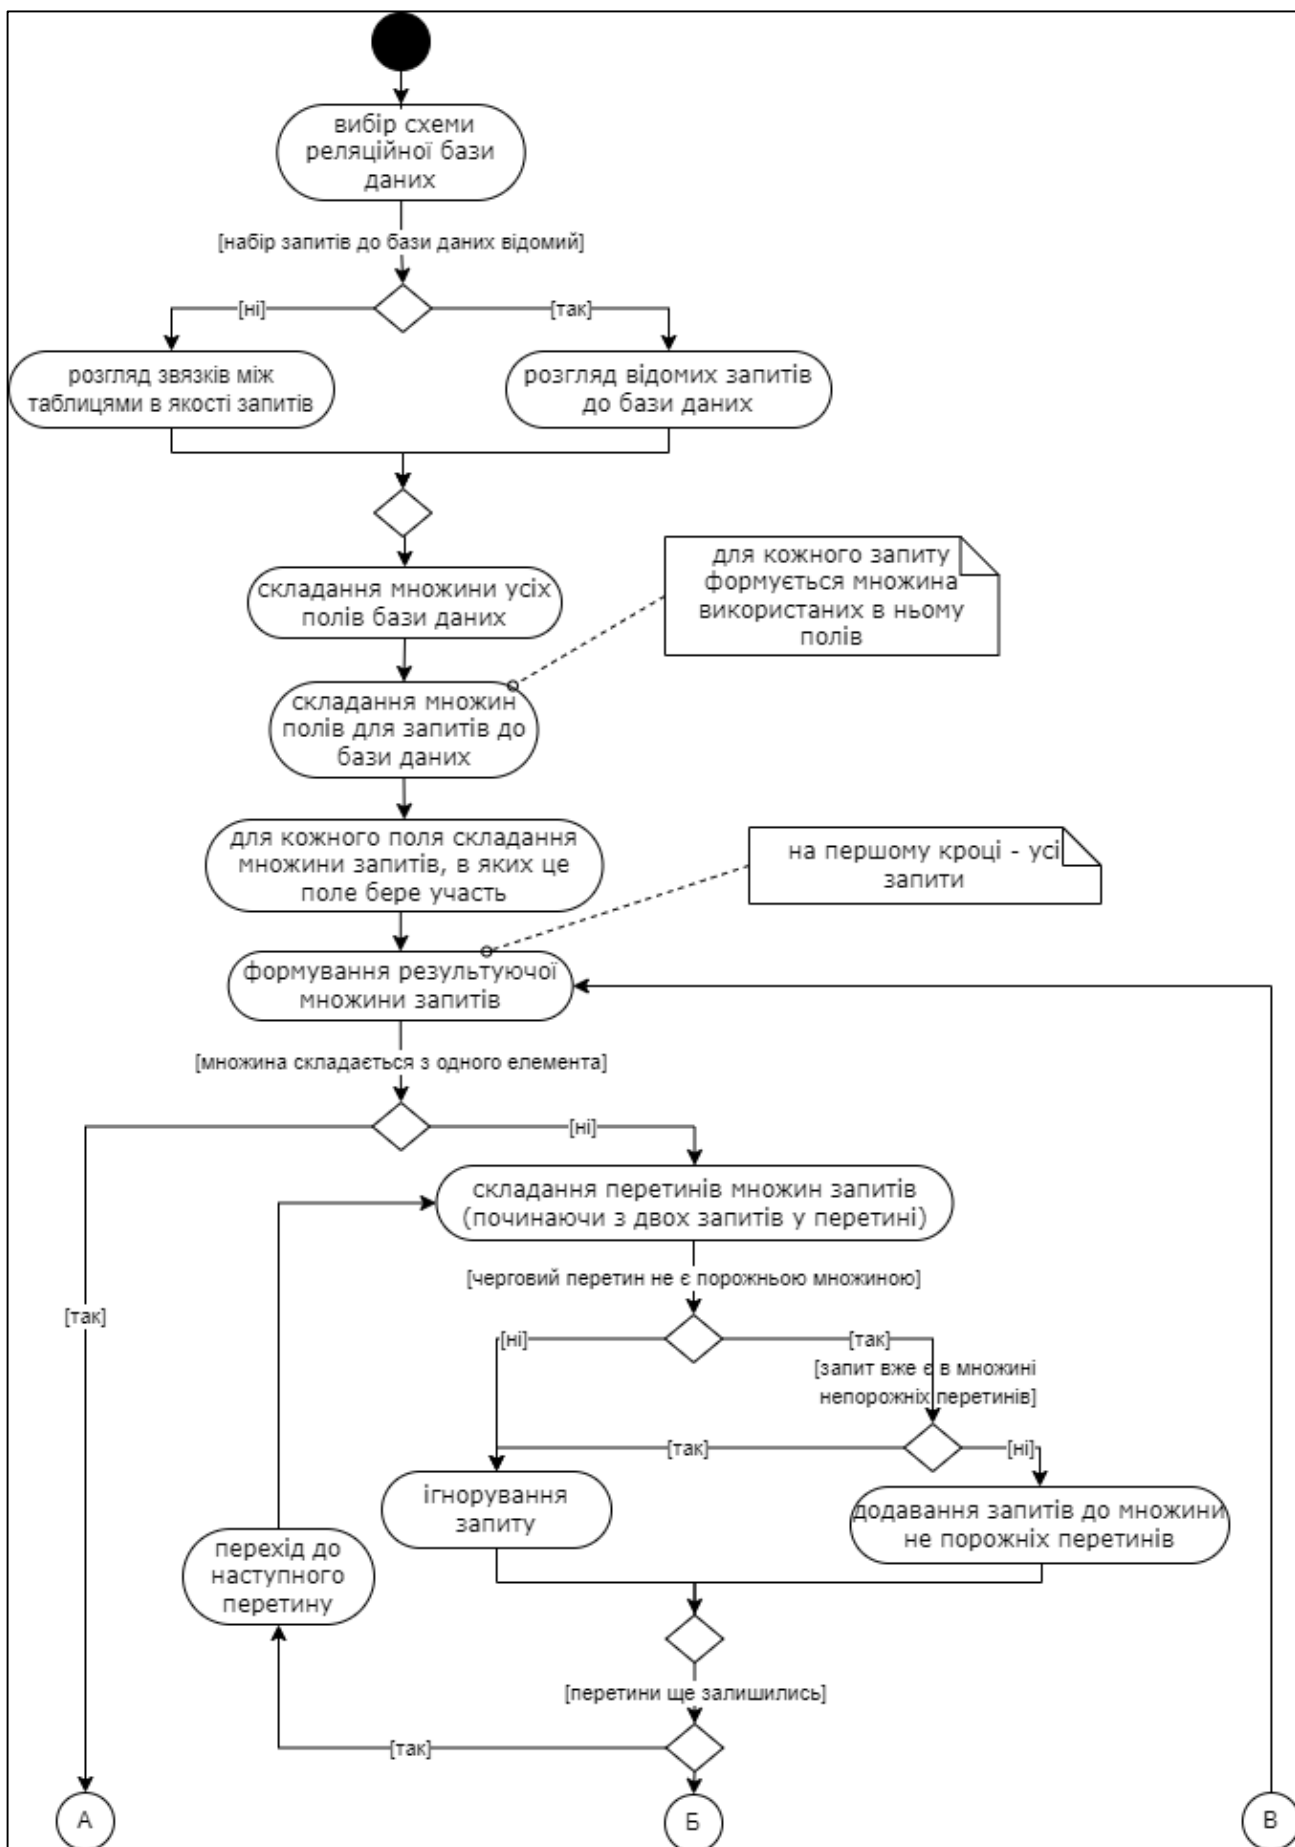 вибір схеми
реляційної бази
даних
[набір запитів до бази даних відомий]
[ні]
[так]
розгляд звязків між
таблицями в якості запитів
розгляд відомих запитів
до бази даних
для кожного запиту
формується множина
використаних в ньому
полів
складання множини усіх
полів бази даних
складання множин
полів для запитів до
бази даних
для кожного поля складання
множини запитів, в яких це
поле бере участь
на першому кроці - усі
запити
формування результуючої
множини запитів
[множина складається з одного елемента]
[ні]
складання перетинів множин запитів
(починаючи з двох запитів у перетині)
[черговий перетин не є порожньою множиною]
[так]
[ні]
[так]
[запит вже є в множині
непорожніх перетинів]
[так]
[ні]
ігнорування
запиту
додавання запитів до множини
не порожніх перетинів
перехід до
наступного
перетину
[перетини ще залишились]
[так]
А
Б
В